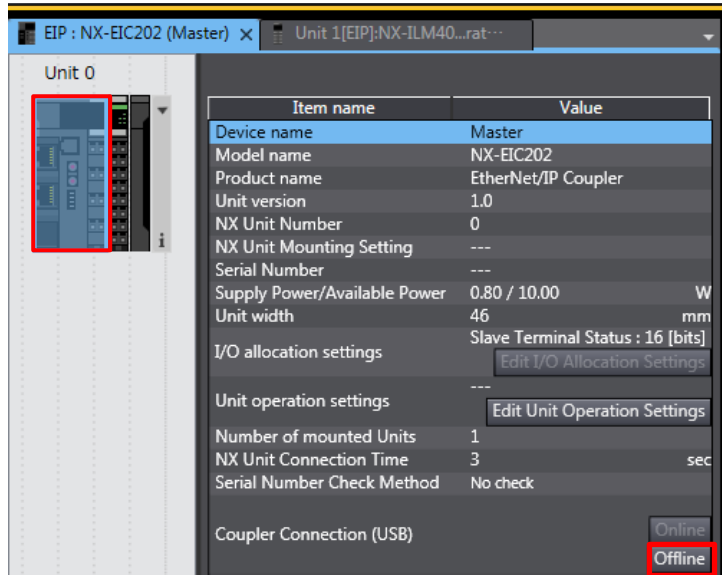 EIP : NX-EIC202 (Master)
Unit 1[EIP]:NX-ILM40...rat...
Unit 0
i
Item name Value
Device name Master
Model name NX-EIC202
Product name EtherNet/IP Coupler
Unit version 1.0
NX Unit Number 0
NX Unit Mounting Setting ---
Serial Number ---
Supply Power/Available Power 0.80 / 10.00 W
Unit width 46 mm
I/O allocation settings Slave Terminal Status : 16 [bits]
Edit I/O Allocation Settings
Unit operation settings ---
Edit Unit Operation Settings
Number of mounted Units 1
NX Unit Connection Time 3 sec
Serial Number Check Method No check
Coupler Connection (USB) Online
Offline